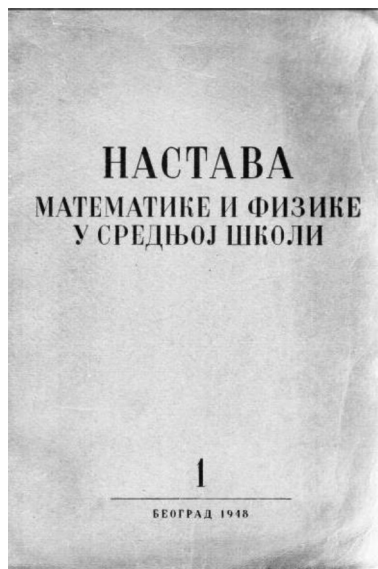 НАСТАВА
МАТЕМАТИКЕ И ФИЗИКЕ
У СРЕДЊОЈ ШКОЛИ
1
БЕОГРАД 1948